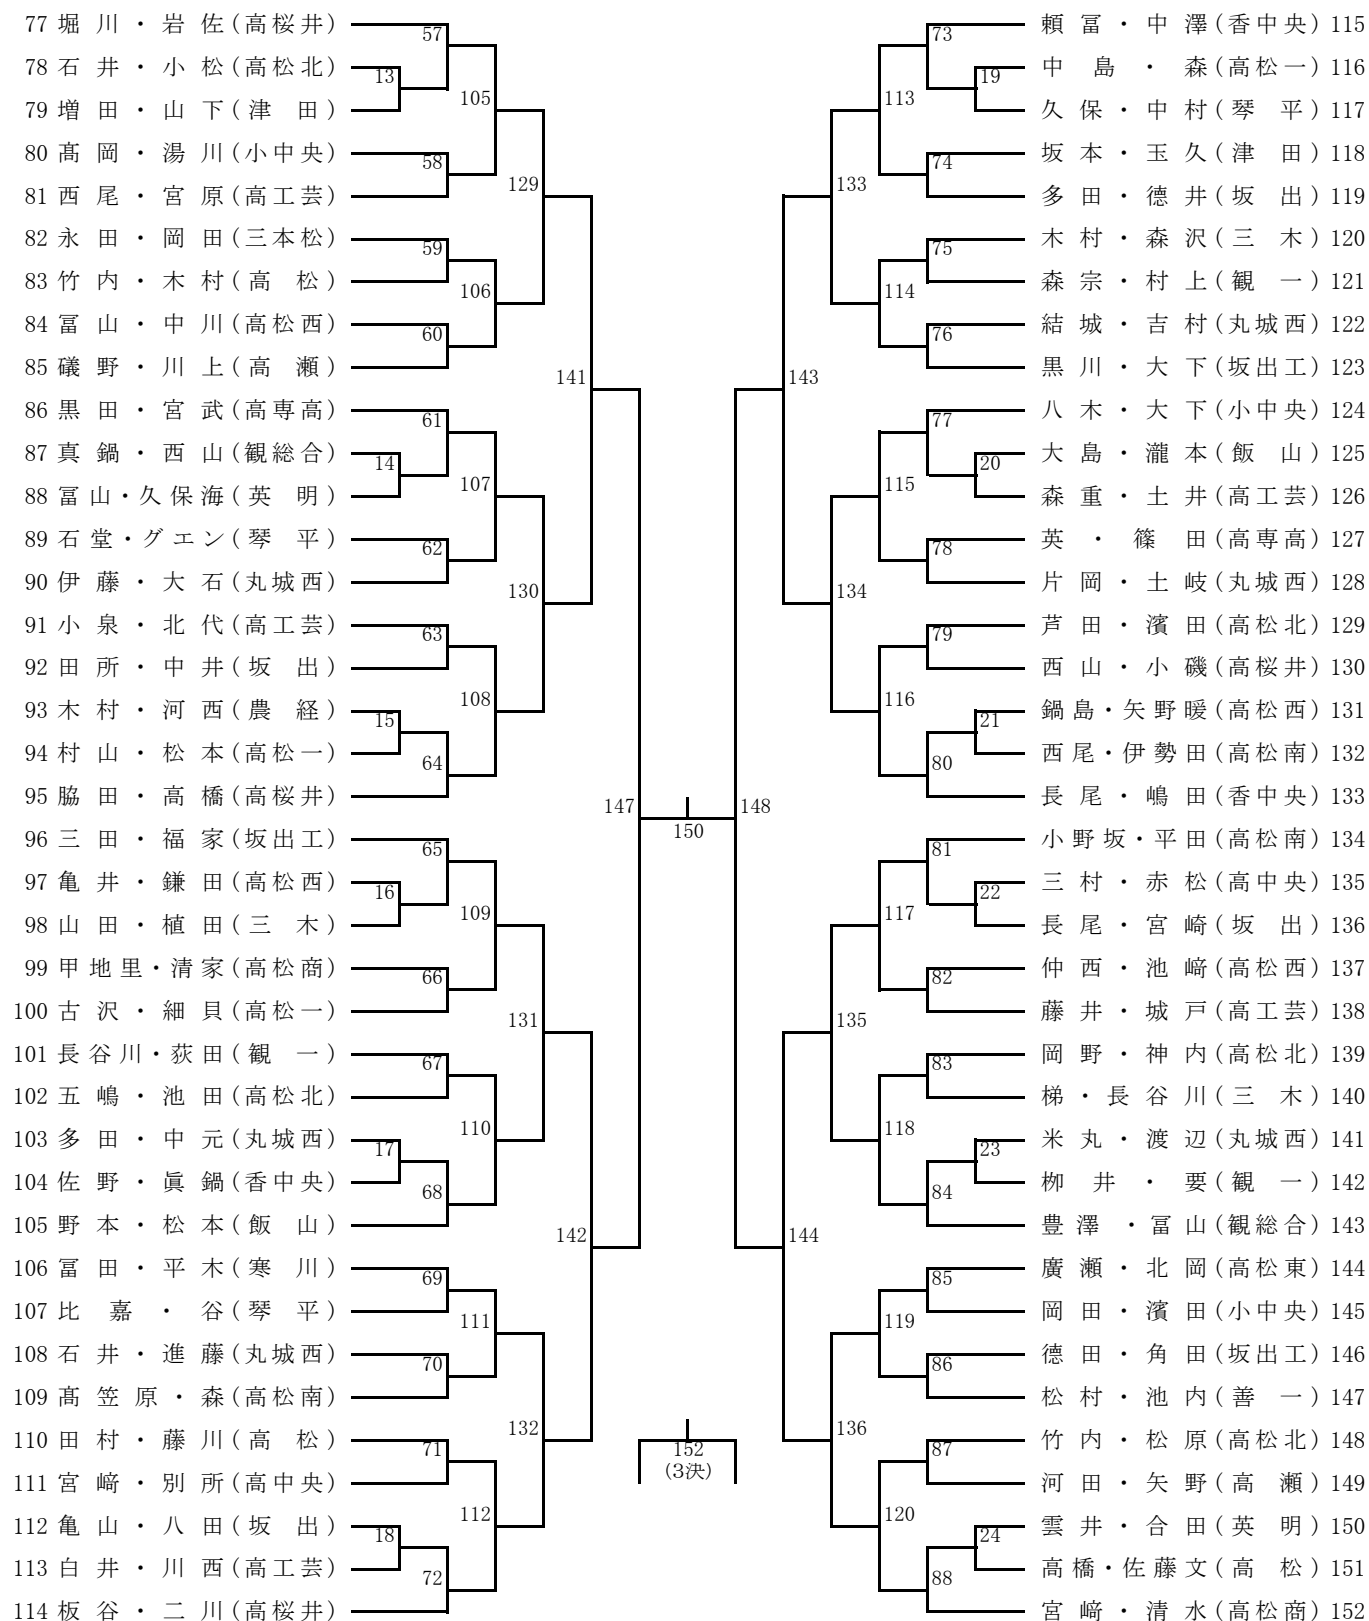 77 堀川・岩佐(高桜井)
78 石井・小松(高松北)
79 増田・山下(津田)
80 髙岡・湯川(小中央)
81 西尾・宮原(高工芸)
82 永田・岡田(三本松)
83 竹内・木村(高松)
84 冨山・中川(高松西)
85 礒野・川上(高瀬)
86 黒田・宮武(高専高)
87 真鍋・西山(観総合)
88 冨山・久保海(英明)
89 石堂・グエン(琴平)
90 伊藤・大石(丸城西)
91 小泉・北代(高工芸)
92 田所・中井(坂出)
93 木村・河西(農経)
94 村山・松本(高松一)
95 脇田・高橋(高桜井)
96 三田・福家(坂出工)
97 亀井・鎌田(高松西)
98 山田・植田(三木)
99 甲地里・清家(高松商)
100 古沢・細貝(高松一)
101 長谷川・荻田(観一)
102 五嶋・池田(高松北)
103 多田・中元(丸城西)
104 佐野・眞鍋(香中央)
105 野本・松本(飯山)
106 冨田・平木(寒川)
107 比嘉・谷(琴平)
108 石井・進藤(丸城西)
109 髙笠原・森(高松南)
110 田村・藤川(高松)
111 宮﨑・別所(高中央)
112 亀山・八田(坂出)
113 白井・川西(高工芸)
114 板谷・二川(高桜井)
57
13
105
58
129
59
106
60
141
61
14
107
62
130
63
108
15
64
147
65
16
109
66
131
67
110
17
68
142
69
111
70
132
71
112
18
72
150
152
(3決)
148
73
19
113
74
133
75
114
76
143
77
20
115
78
134
79
116
21
80
81
22
117
82
135
83
118
23
84
144
85
119
86
136
87
120
24
88
頼冨・中澤(香中央) 115
中島・森(高松一) 116
久保・中村(琴平) 117
坂本・玉久(津田) 118
多田・德井(坂出) 119
木村・森沢(三木) 120
森宗・村上(観一) 121
結城・吉村(丸城西) 122
黒川・大下(坂出工) 123
八木・大下(小中央) 124
大島・瀧本(飯山) 125
森重・土井(高工芸) 126
英・篠田(高専高) 127
片岡・土岐(丸城西) 128
芦田・濱田(高松北) 129
西山・小磯(高桜井) 130
鍋島・矢野暖(高松西) 131
西尾・伊勢田(高松南) 132
長尾・嶋田(香中央) 133
小野坂・平田(高松南) 134
三村・赤松(高中央) 135
長尾・宮崎(坂出) 136
仲西・池﨑(高松西) 137
藤井・城戸(高工芸) 138
岡野・神内(高松北) 139
梯・長谷川(三木) 140
米丸・渡辺(丸城西) 141
栁井・要(観一) 142
豊澤・冨山(観総合) 143
廣瀬・北岡(高松東) 144
岡田・濱田(小中央) 145
德田・角田(坂出工) 146
松村・池内(善一) 147
竹内・松原(高松北) 148
河田・矢野(高瀬) 149
雲井・合田(英明) 150
高橋・佐藤文(高松) 151
宮﨑・清水(高松商) 152